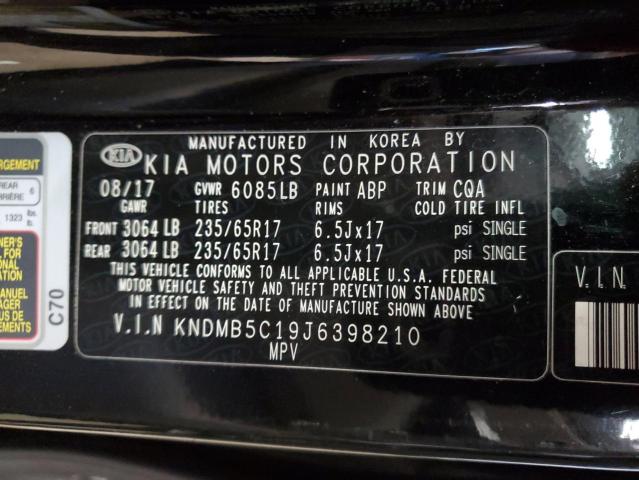 MANUFACTURED IN KOREA BY
KIA KIA MOTORS CORPORATION
08/17 GVWR 6085LB PAINT ABP TRIM CQA
GAWR TIRES RIMS COLD TIRE INFL
FRONT 3064 LB 235/65R17 6.5Jx17 psi SINGLE
REAR 3064 LB 235/65R17 6.5Jx17 psi SINGLE
THIS VEHICLE CONFORMS TO ALL APPLICABLE U.S.A. FEDERAL
MOTOR VEHICLE SAFETY AND THEFT PREVENTION STANDARDS
IN EFFECT ON THE DATE OF MANUFACTURE SHOWN ABOVE
V.I.N KNDMB5C19J6398210
MPV
C70
REAR 6
1323 lbs.
V.I.N